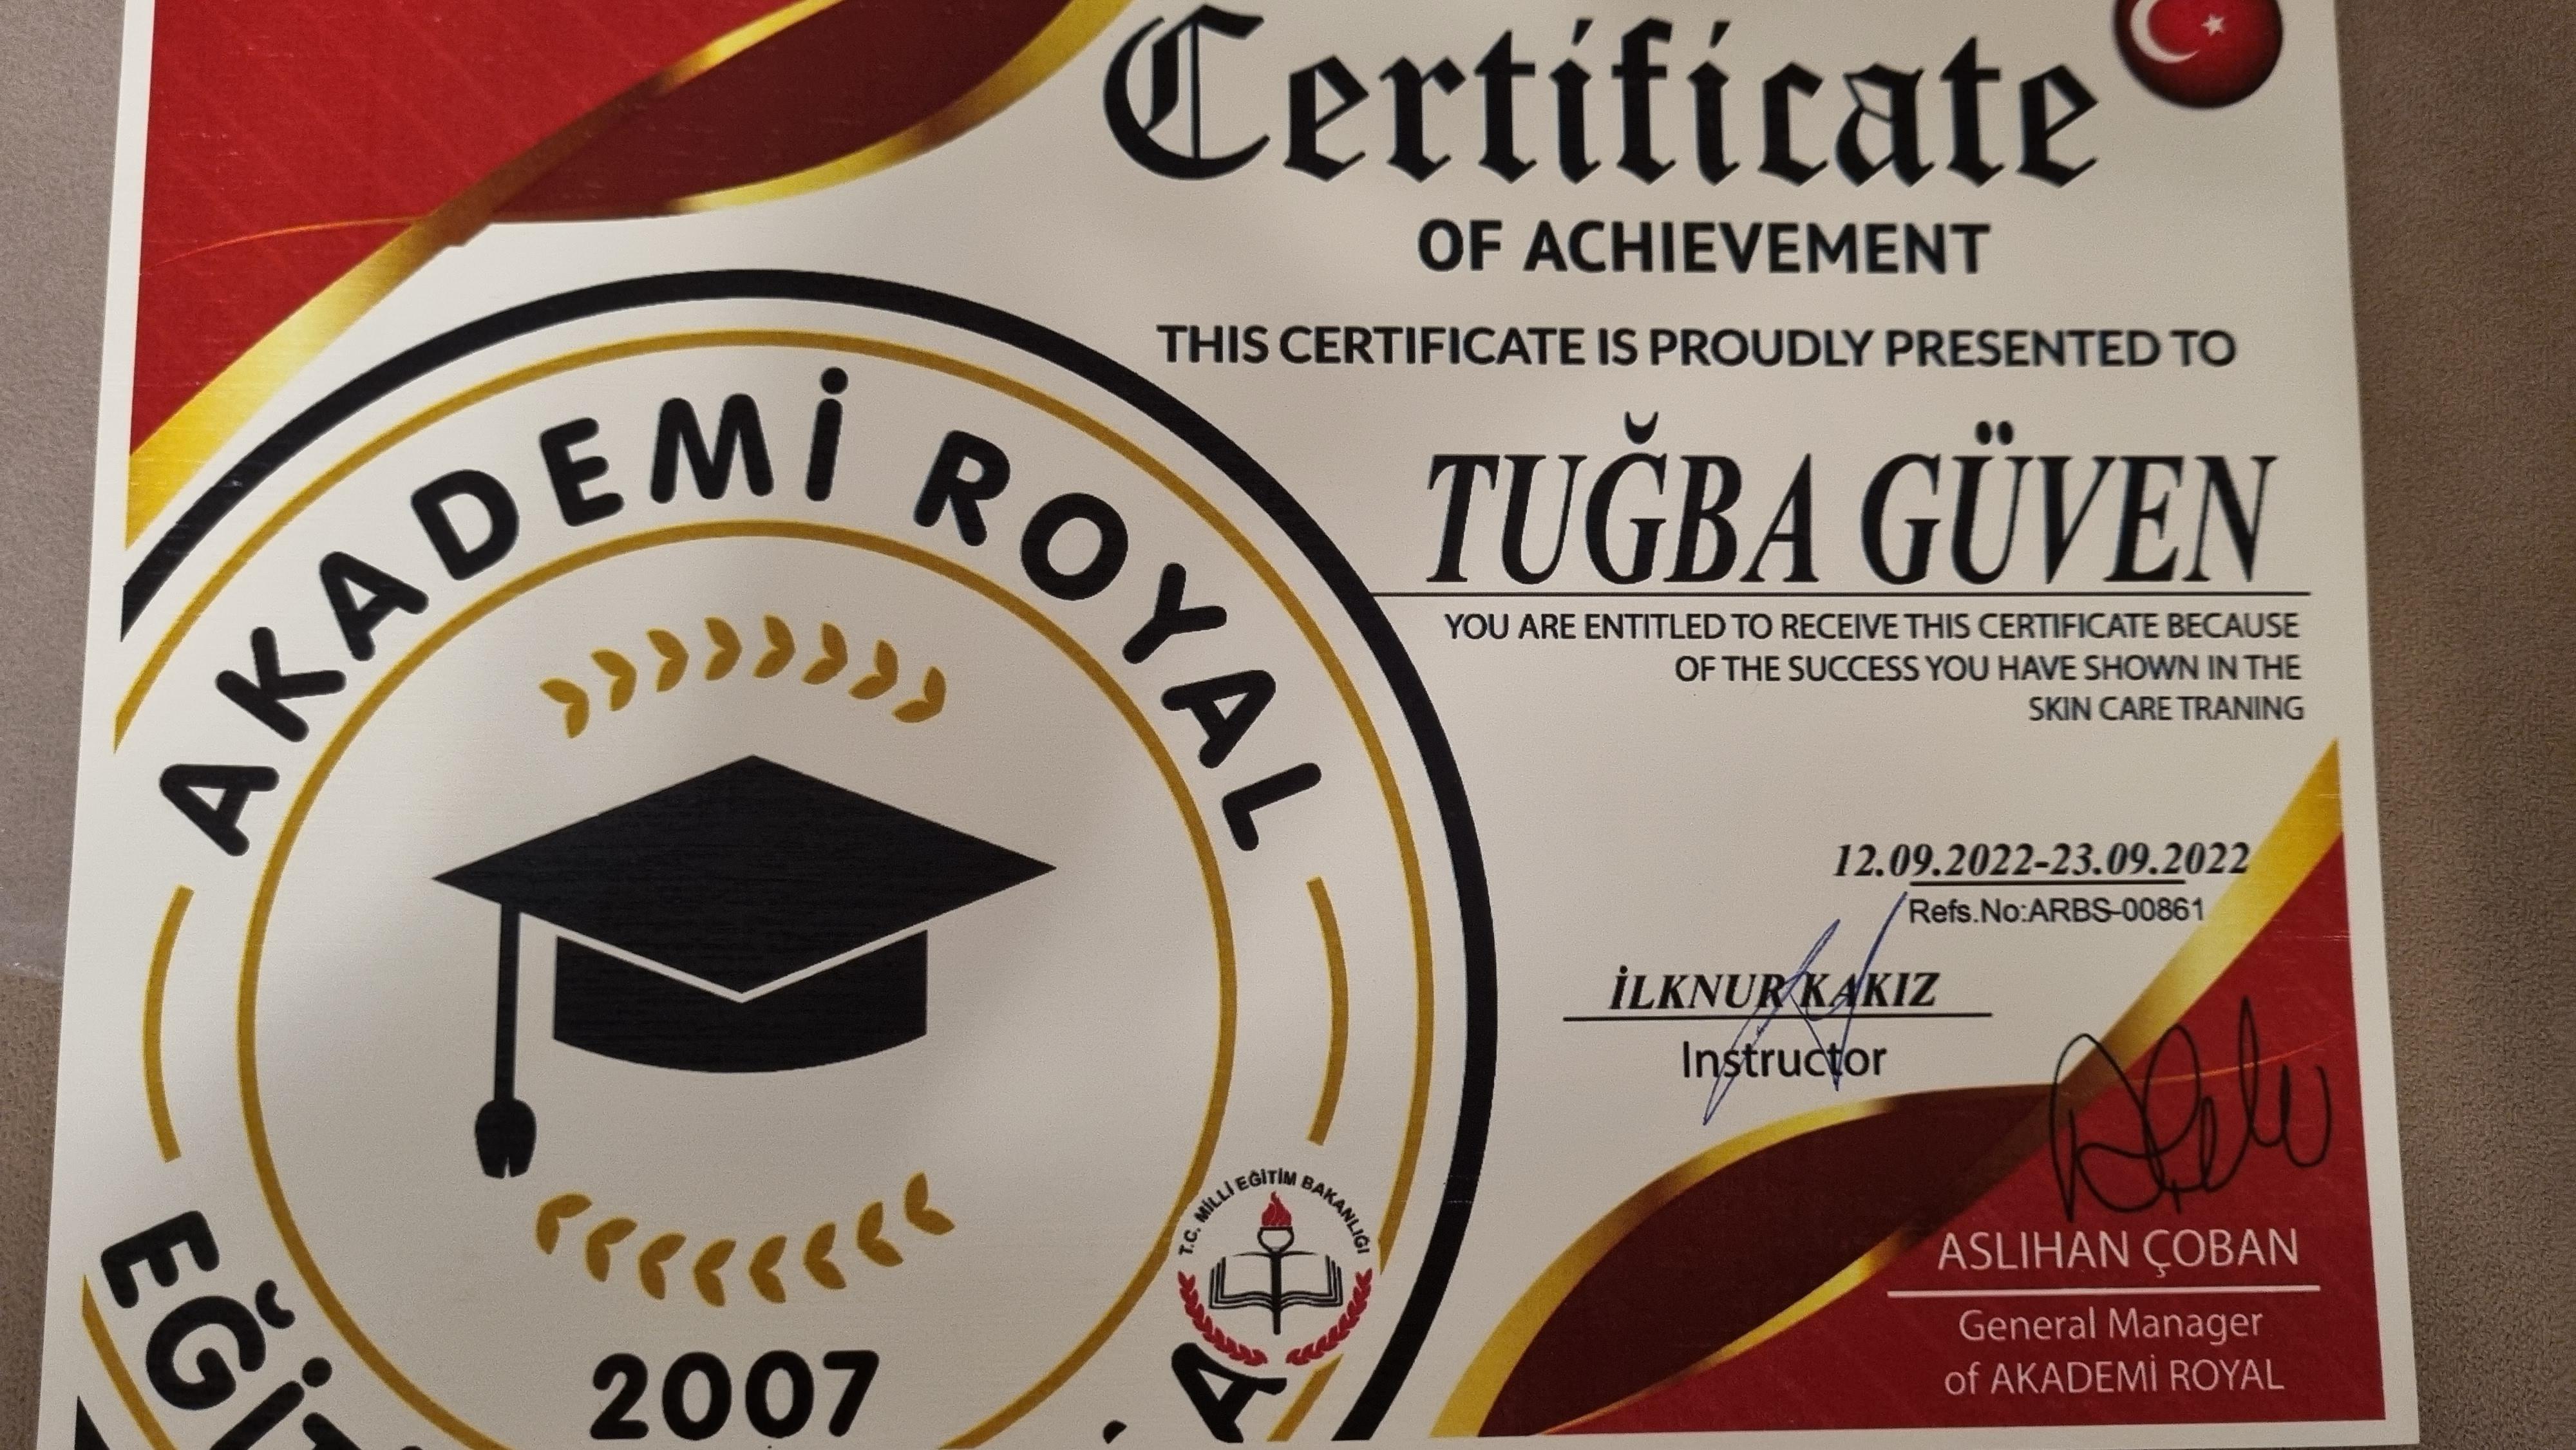 Certificate
OF ACHIEVEMENT
THIS CERTIFICATE IS PROUDLY PRESENTED TO
TUĞBA GÜVEN
YOU ARE ENTITLED TO RECEIVE THIS CERTIFICATE BECAUSE
OF THE SUCCESS YOU HAVE SHOWN IN THE
SKIN CARE TRANING
12.09.2022-23.09.2022
Refs.No:ARBS-00861
İLKNUR KAKIZ
Instructor
ASLIHAN ÇOBAN
General Manager
of AKADEMİ ROYAL
AKADEMİ ROYAL
2007
T.C. MİLLİ EĞİTİM BAKANLIĞI